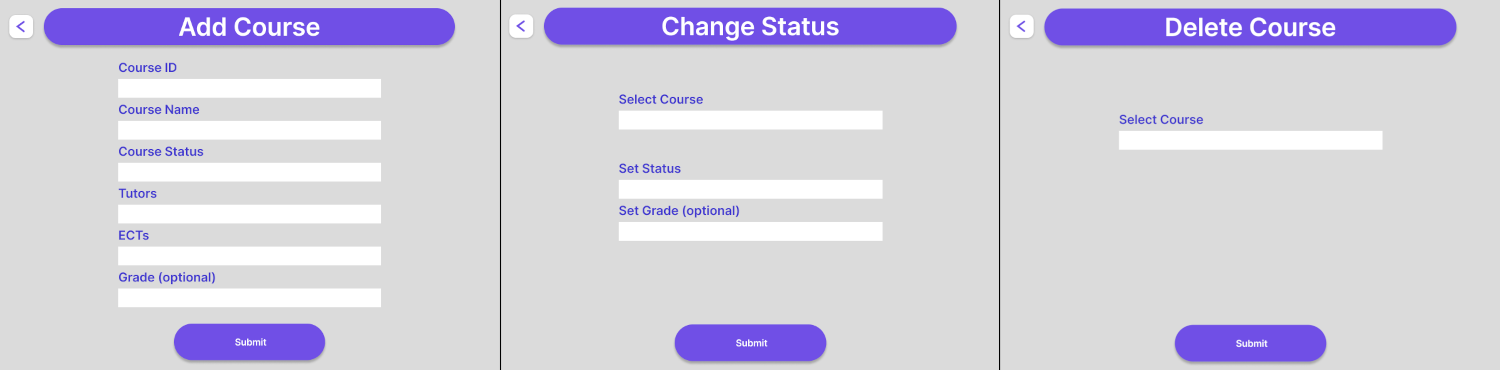 Add Course
Course ID
Course Name
Course Status
Tutors
ECTs
Grade (optional)
Submit
Change Status
Select Course
Set Status
Set Grade (optional)
Submit
Delete Course
Select Course
Submit